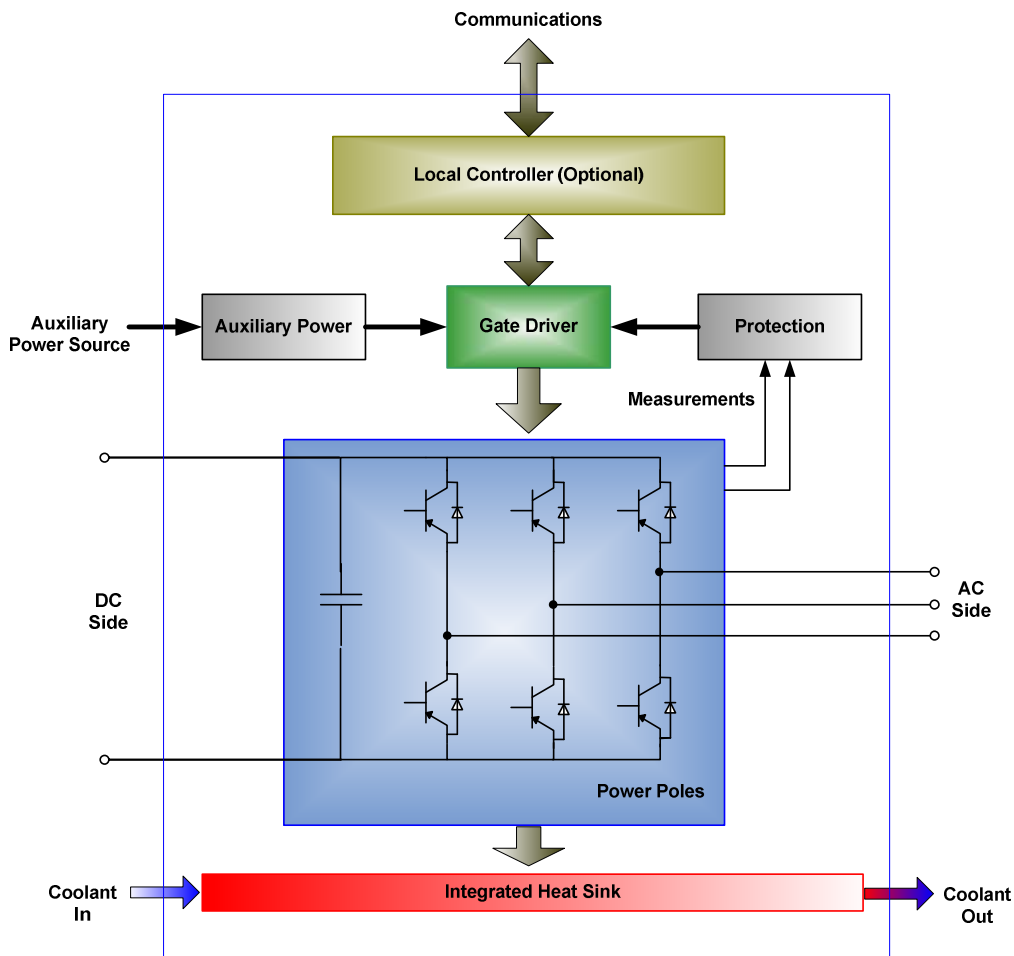 Communications
Local Controller (Optional)
Auxiliary
Power Source
Auxiliary Power
Gate Driver
Protection
Measurements
DC
Side
AC
Side
Power Poles
Coolant
In
Integrated Heat Sink
Coolant
Out